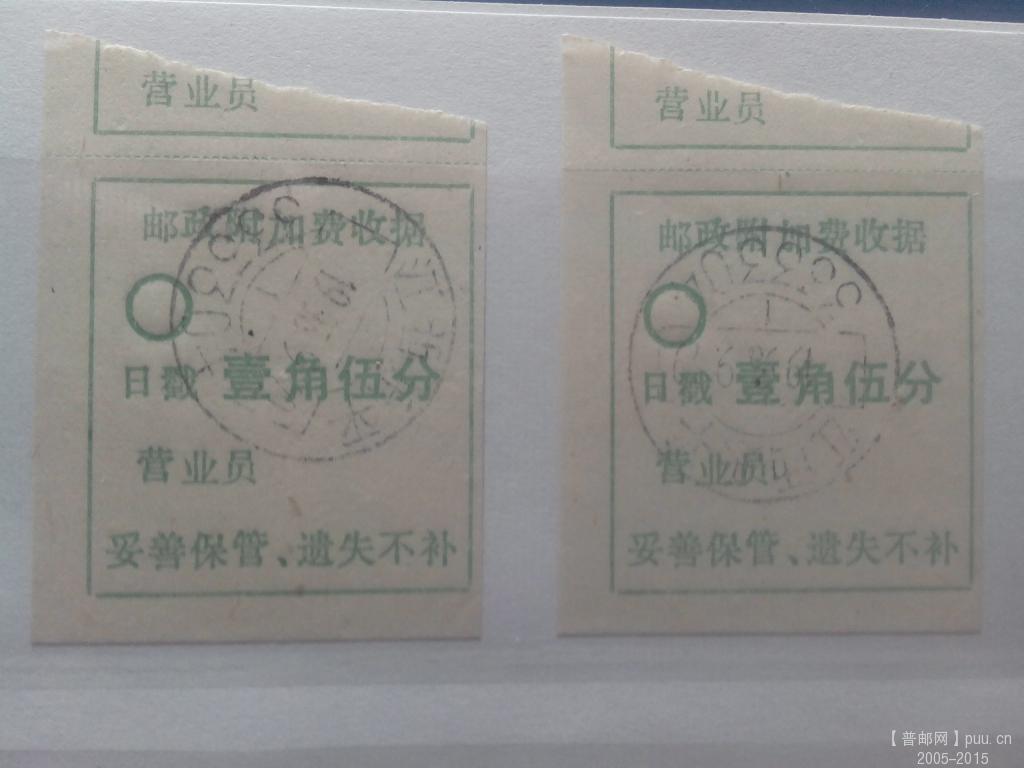 营业员
邮政附加费收据
日戳 壹角伍分
营业员
妥善保管、遗失不补
营业员
邮政附加费收据
日戳 壹角伍分
营业员
妥善保管、遗失不补
【普邮网】puu.cn
2005-2015